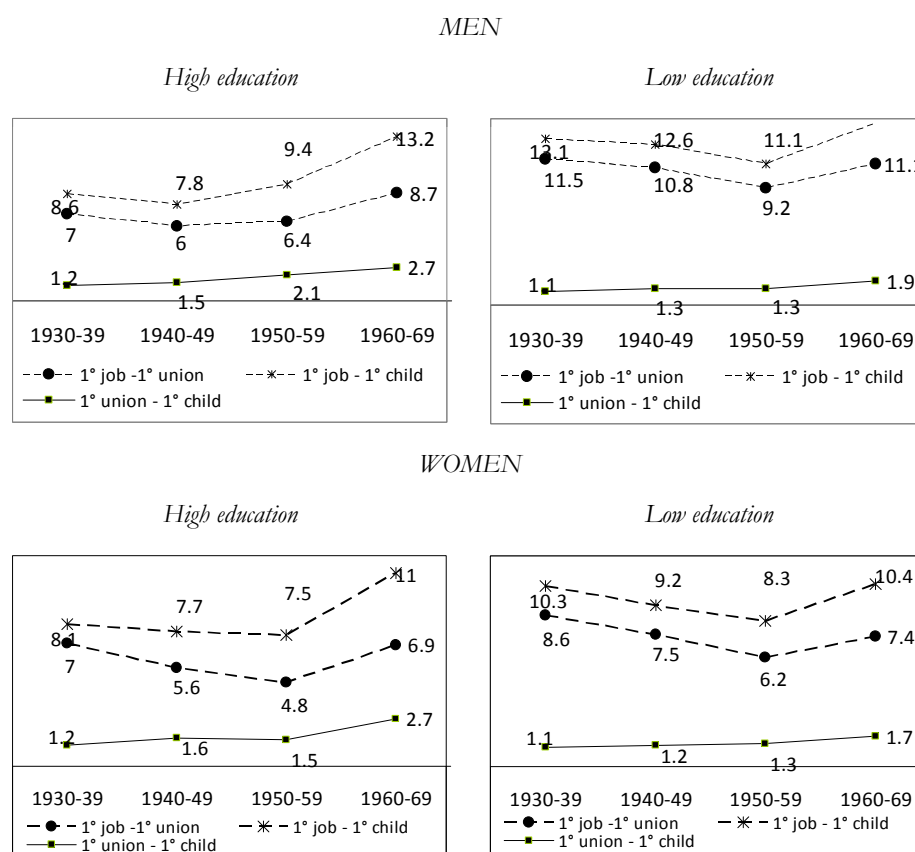 MEN
High education
13.2
9.4
7.8
8.6
7
6
6.4
8.7
1.2
1.5
2.1
2.7
1930-39 1940-49 1950-59 1960-69
1° job -1° union 1° job - 1° child
1° union - 1° child
Low education
13.1
12.6
11.1
11.5
10.8
9.2
11.1
1.1
1.3
1.3
1.9
1930-39 1940-49 1950-59 1960-69
1° job -1° union 1° job - 1° child
1° union - 1° child
WOMEN
High education
8.1
7.7
7.5
11
7
5.6
4.8
6.9
1.2
1.6
1.5
2.7
1930-39 1940-49 1950-59 1960-69
1° job -1° union 1° job - 1° child
1° union - 1° child
Low education
10.3
9.2
8.3
10.4
8.6
7.5
6.2
7.4
1.1
1.2
1.3
1.7
1930-39 1940-49 1950-59 1960-69
1° job -1° union 1° job - 1° child
1° union - 1° child